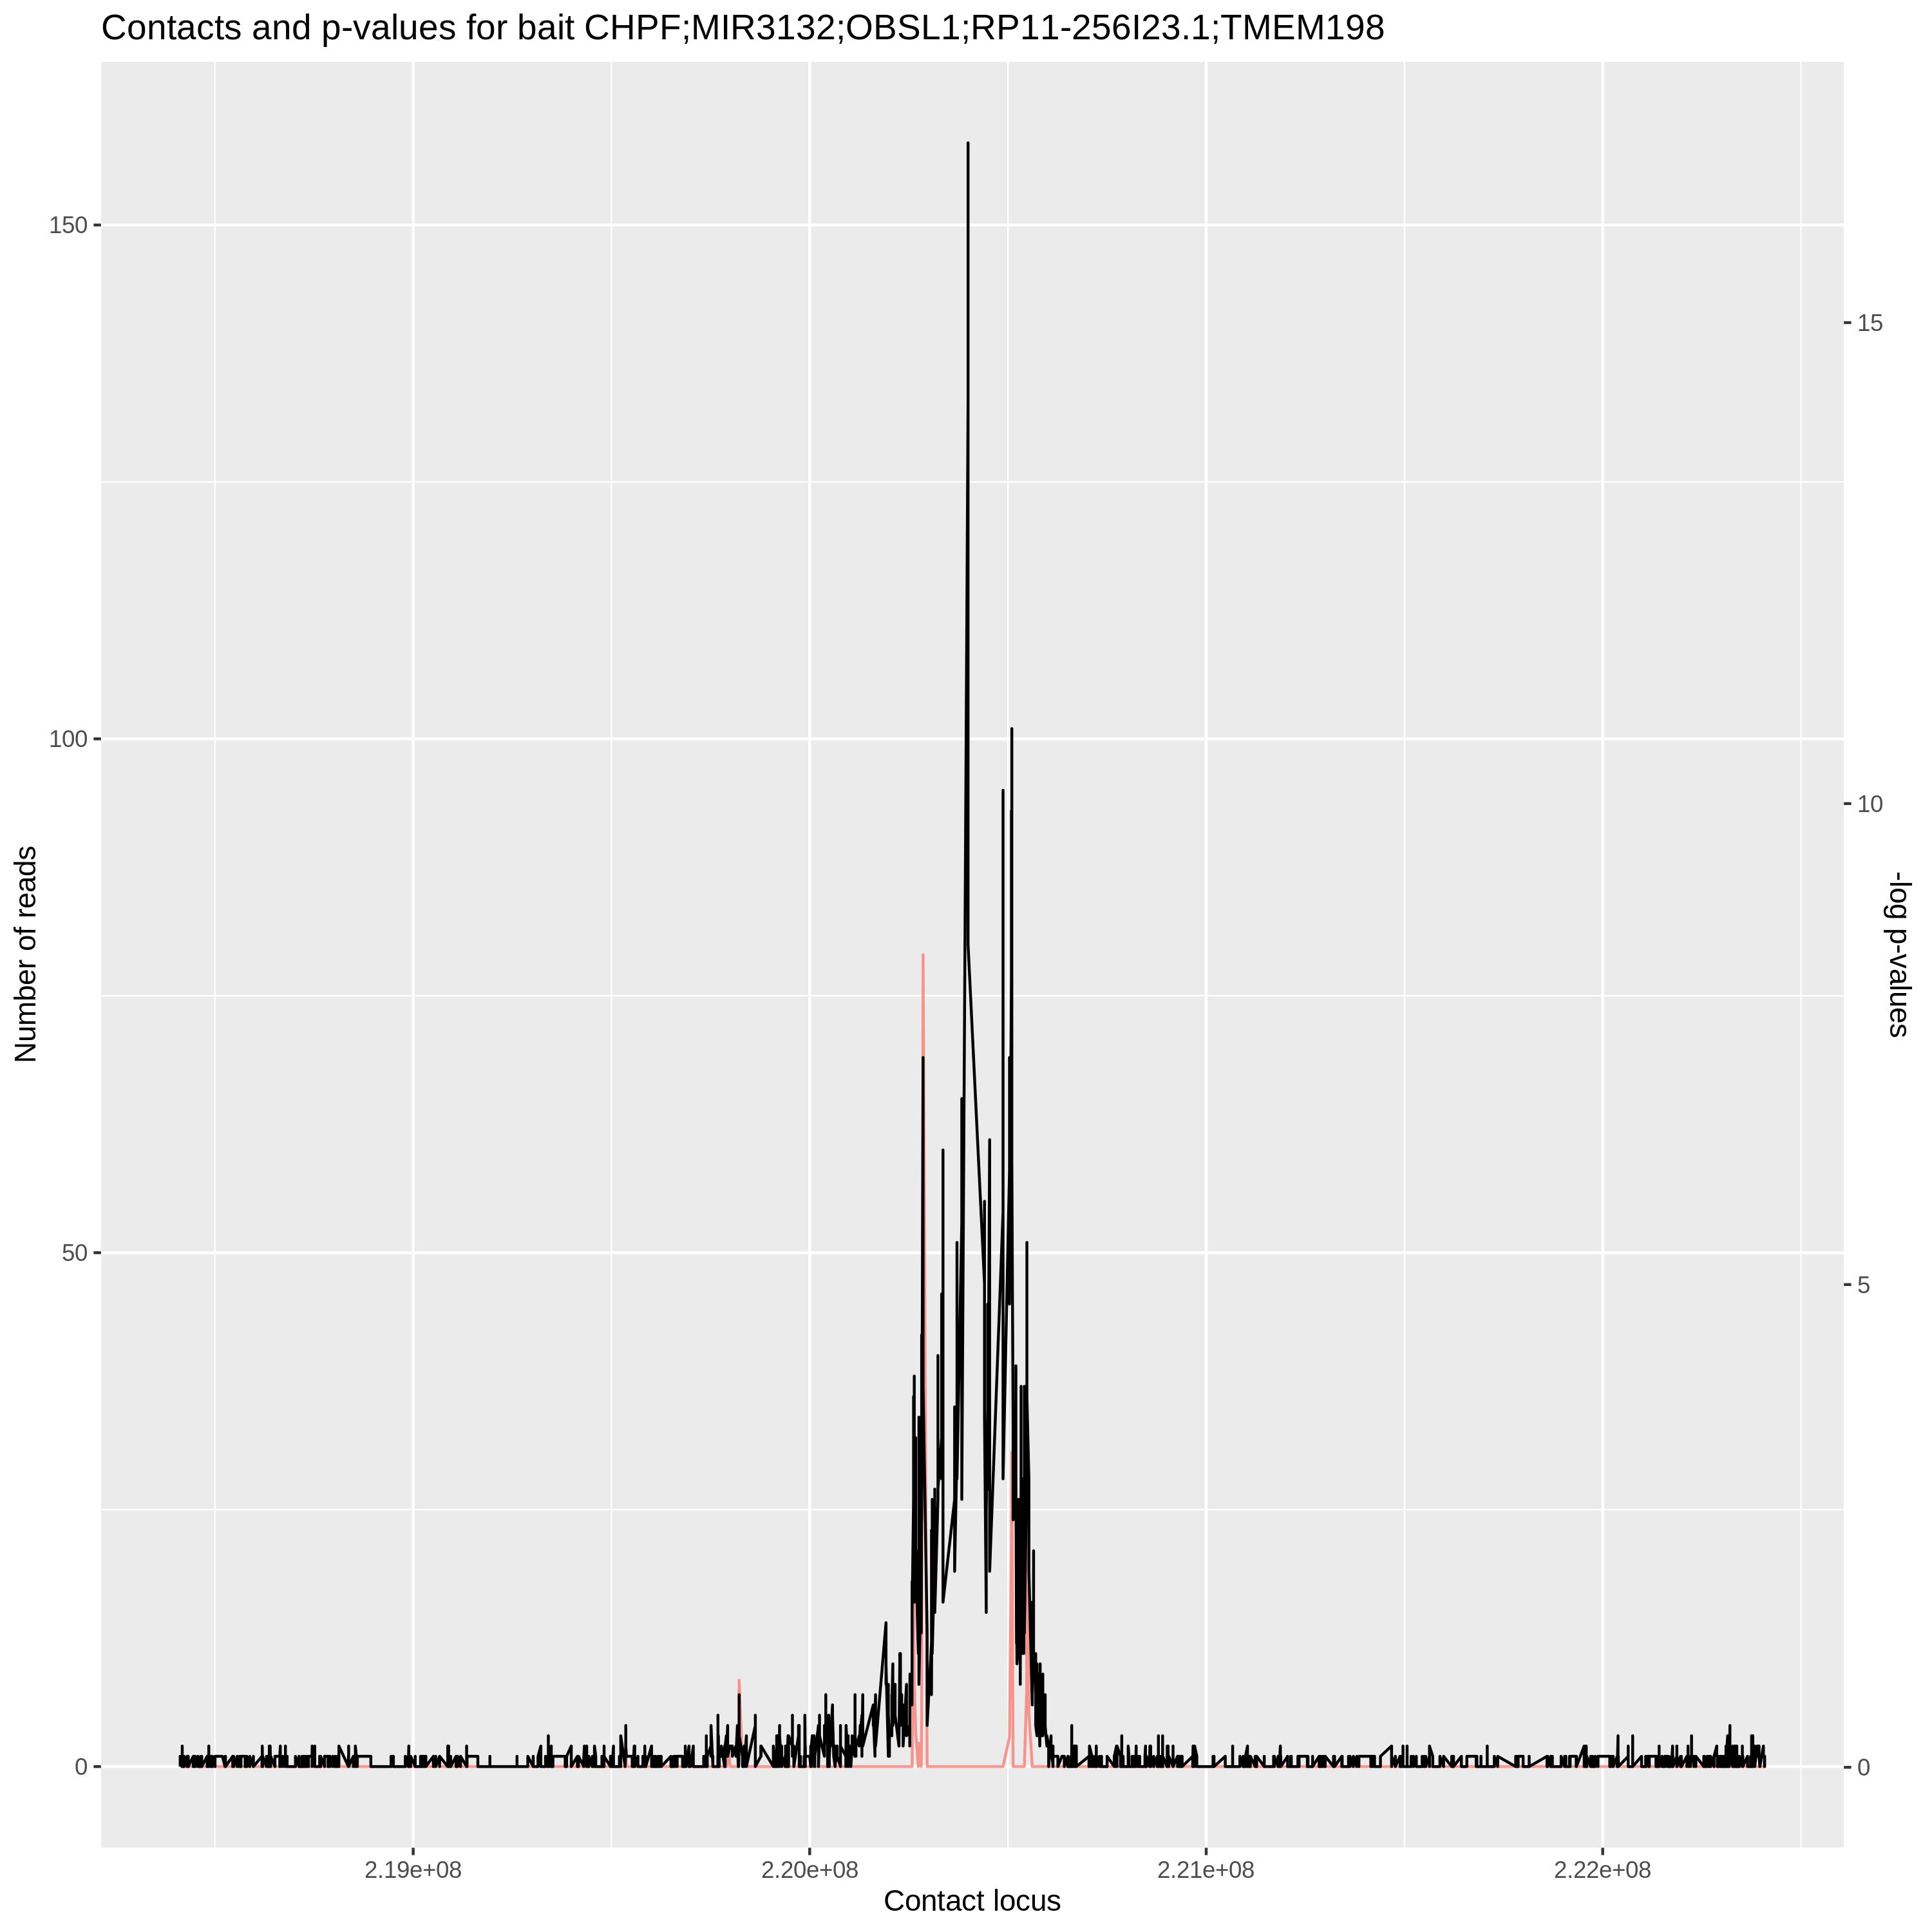 Contacts and p-values for bait CHPF;MIR3132;OBSL1;RP11-256I23.1;TMEM198
150
100
50
0
Number of reads
15
10
5
0
-log p-values
2.19e+08
2.20e+08
2.21e+08
2.22e+08
Contact locus